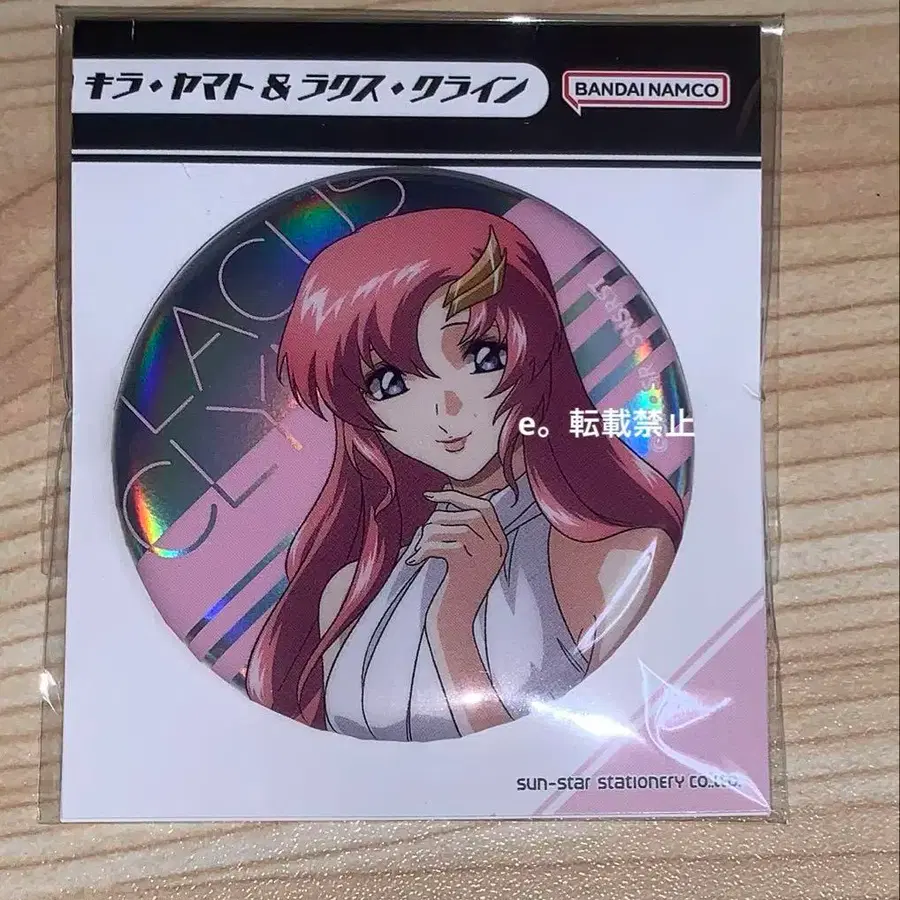 キラ・ヤマト & ラクス・クライン
BANDAI NAMCO
LACUS
e。転載禁止
sun-star stationery co.,ltd.